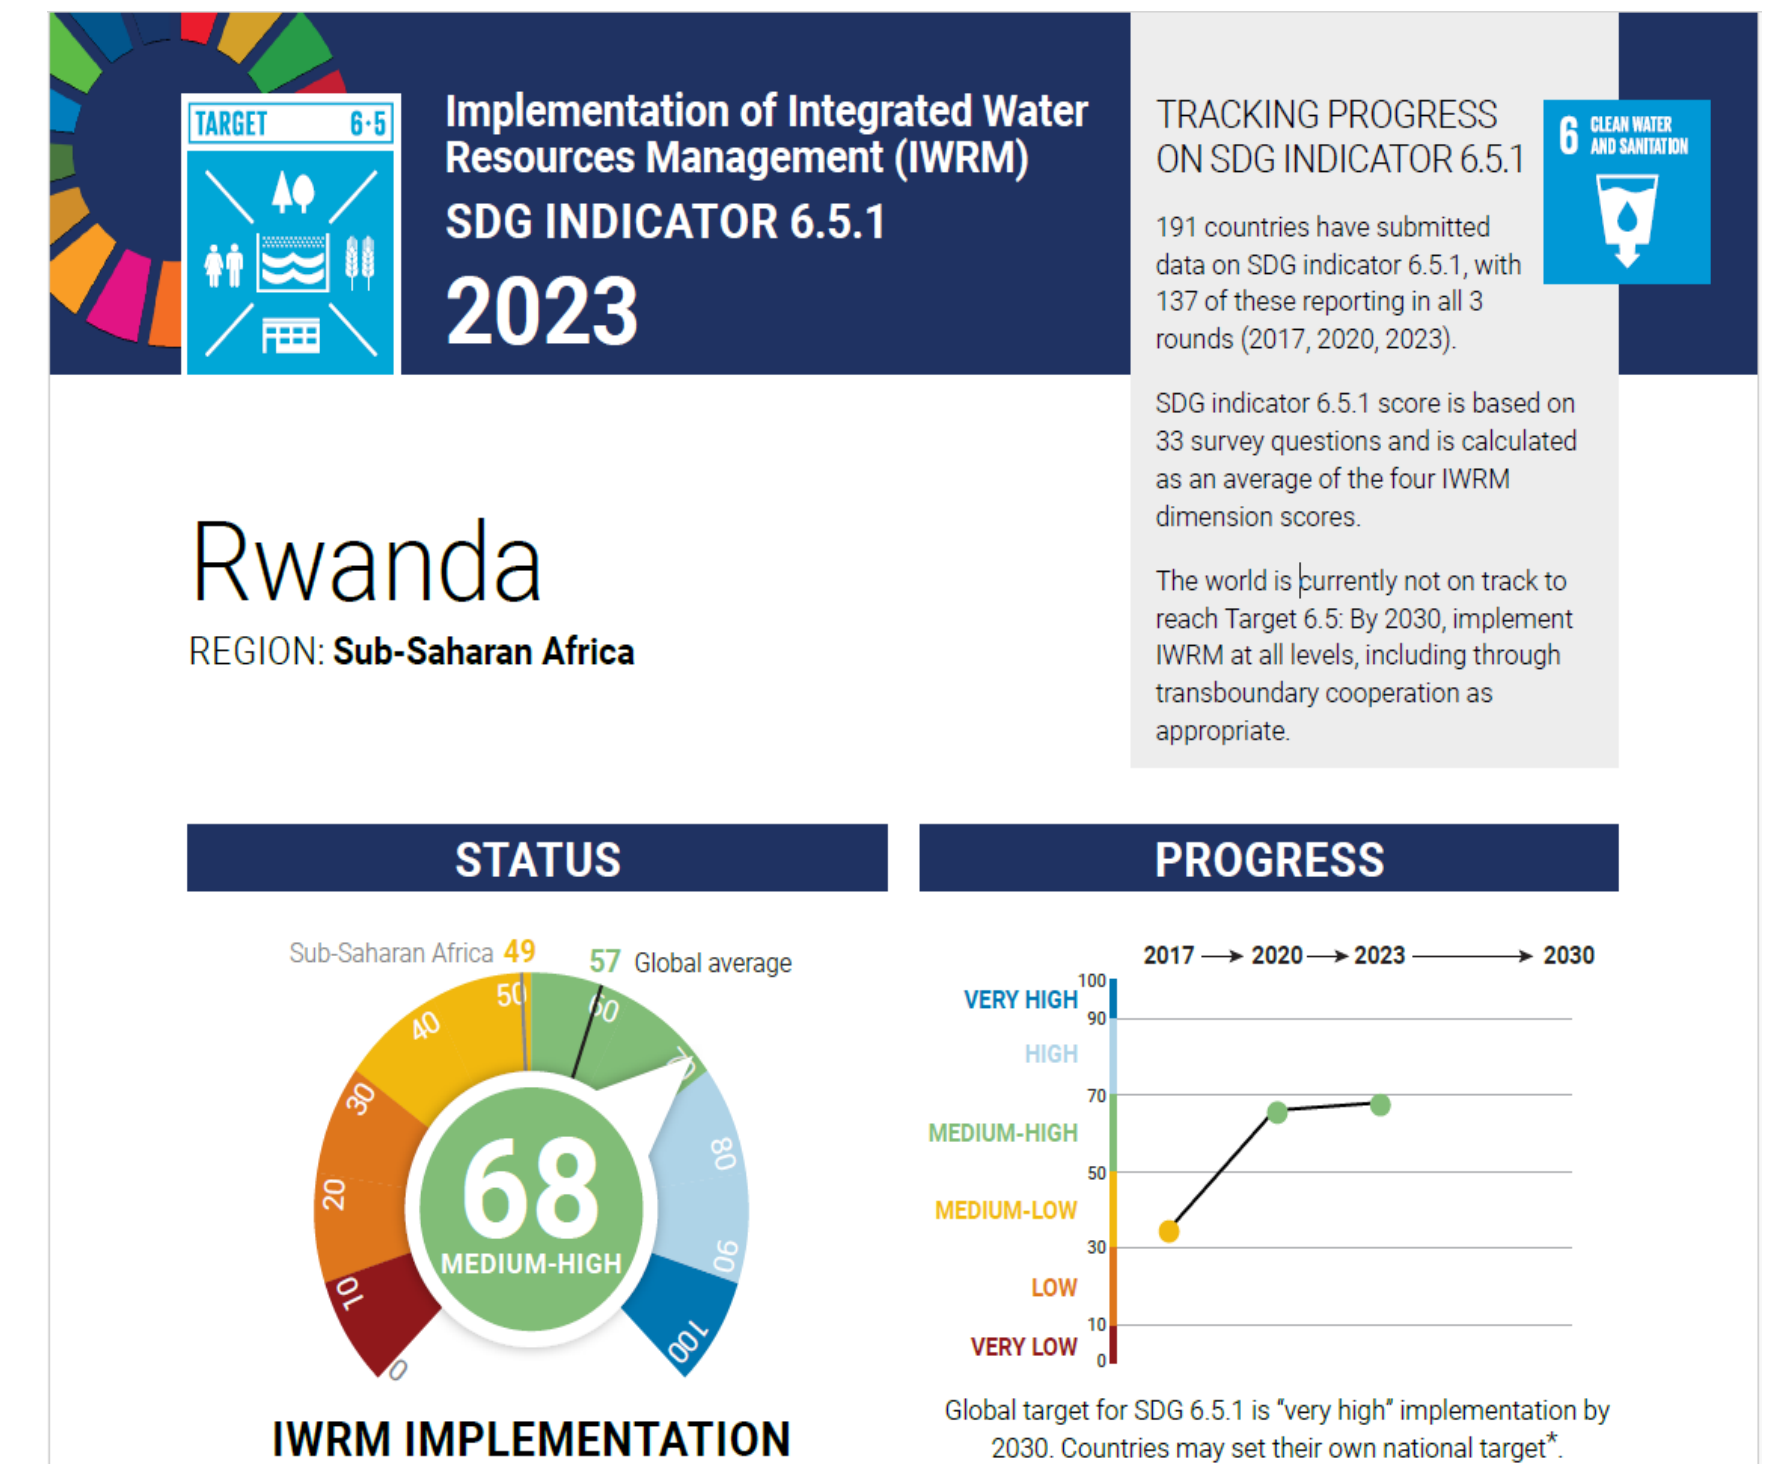 TARGET 6·5
Implementation of Integrated Water
Resources Management (IWRM)
SDG INDICATOR 6.5.1
2023
TRACKING PROGRESS
ON SDG INDICATOR 6.5.1
6 CLEAN WATER
AND SANITATION
191 countries have submitted
data on SDG indicator 6.5.1, with
137 of these reporting in all 3
rounds (2017, 2020, 2023).
SDG indicator 6.5.1 score is based on
33 survey questions and is calculated
as an average of the four IWRM
dimension scores.
The world is currently not on track to
reach Target 6.5: By 2030, implement
IWRM at all levels, including through
transboundary cooperation as
appropriate.
Rwanda
REGION: Sub-Saharan Africa
STATUS
Sub-Saharan Africa 49
57 Global average
0
10
20
30
40
50
60
70
80
90
100
68
MEDIUM-HIGH
IWRM IMPLEMENTATION
PROGRESS
2017 2020 2023 2030
100
VERY HIGH
90
HIGH
70
MEDIUM-HIGH
50
MEDIUM-LOW
30
LOW
10
VERY LOW
0
Global target for SDG 6.5.1 is “very high” implementation by
2030. Countries may set their own national target*.